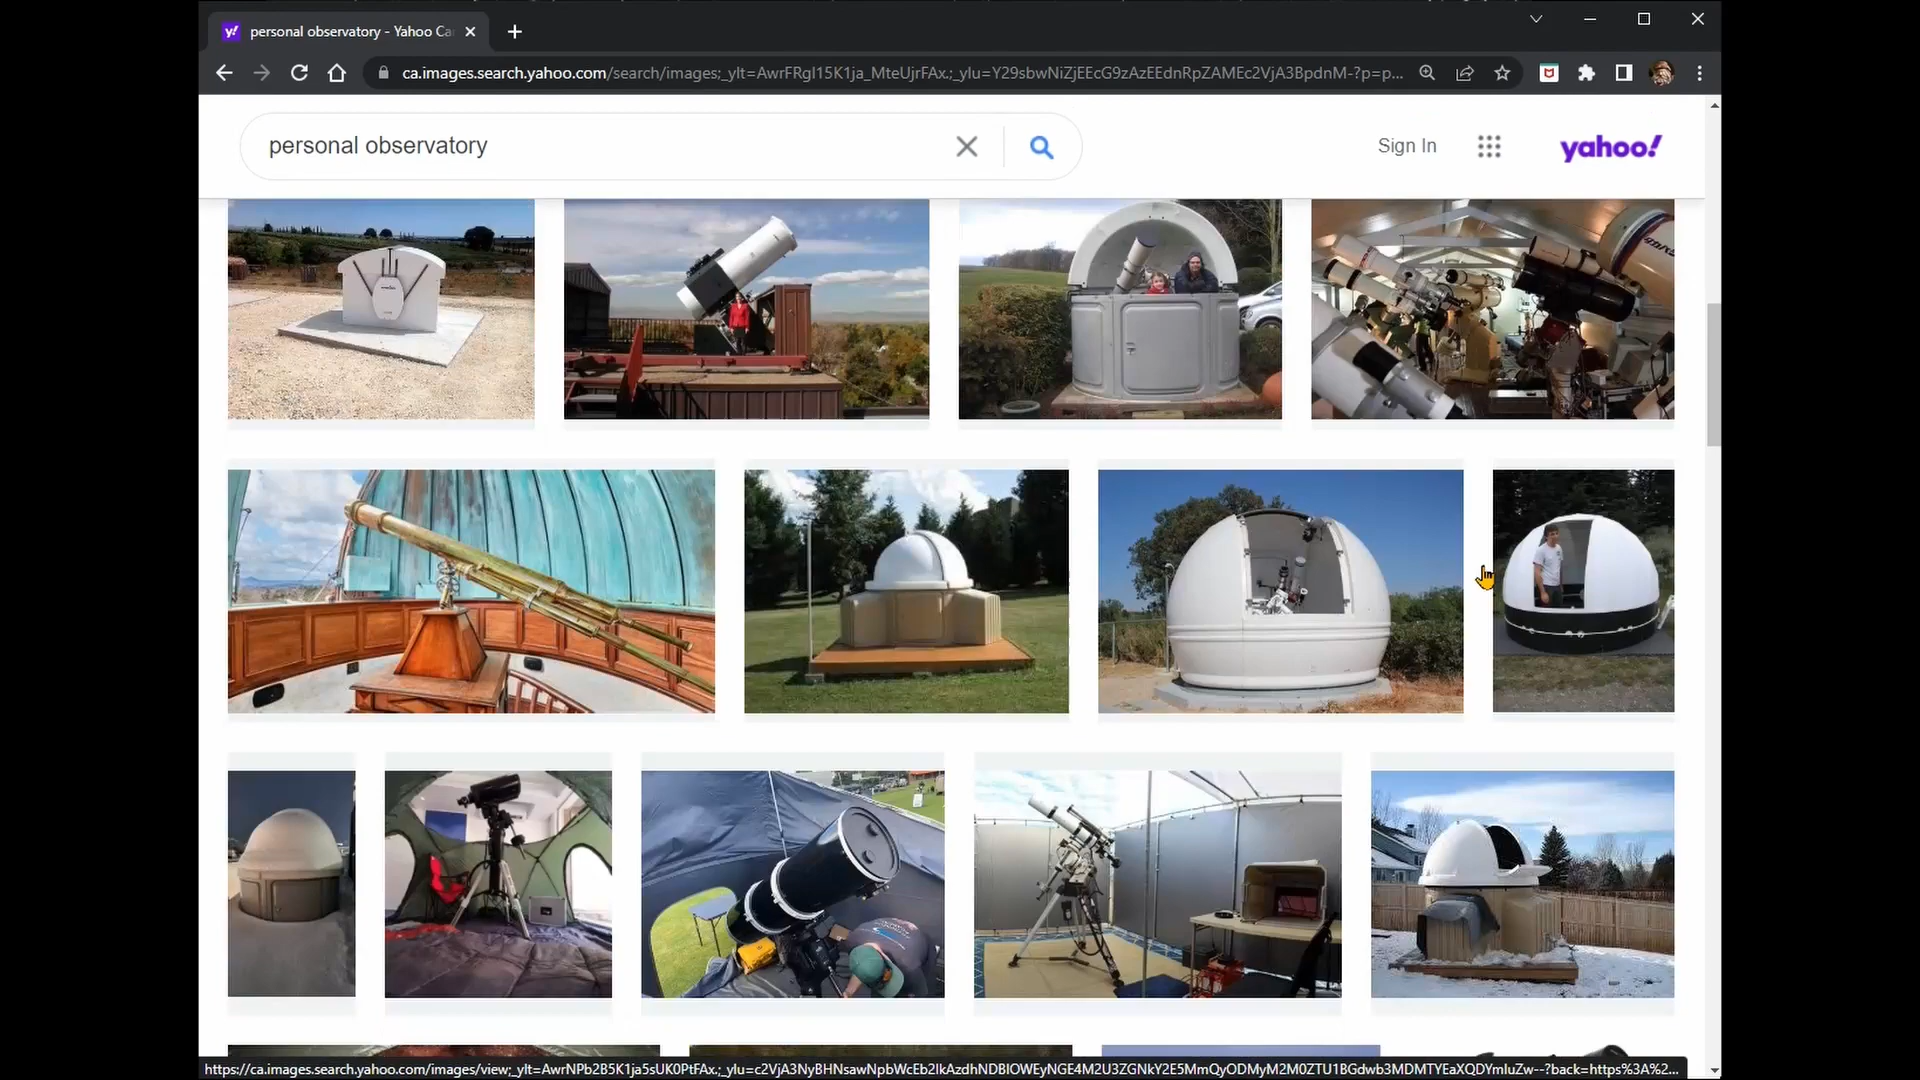 personal observatory - Yahoo Ca
ca.images.search.yahoo.com/search/images;_ylt=AwrFRgI15K1ja_MteUjrFAx.;_ylu=Y29sbwNiZjEEcG9zAzEEdnRpZAMEc2VjA3BpdnM-?p=p...
personal observatory
Sign In
yahoo!
https://ca.images.search.yahoo.com/images/view;_ylt=AwrNPb2B5K1ja5sUK0PtFAx.;_ylu=c2VjA3NyBHNsawNpbWcEb2lkAzdhNDBlOWEyNGE4M2U3ZGNkY2E5MmQyODMyM2M0ZTU1BGdwb3MDMTYEaXQDYmluZw--?back=https%3A%2...